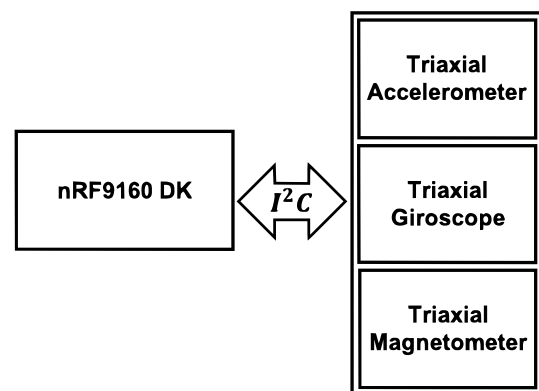 Triaxial
Accelerometer
nRF9160 DK
I²C
Triaxial
Giroscope
Triaxial
Magnetometer